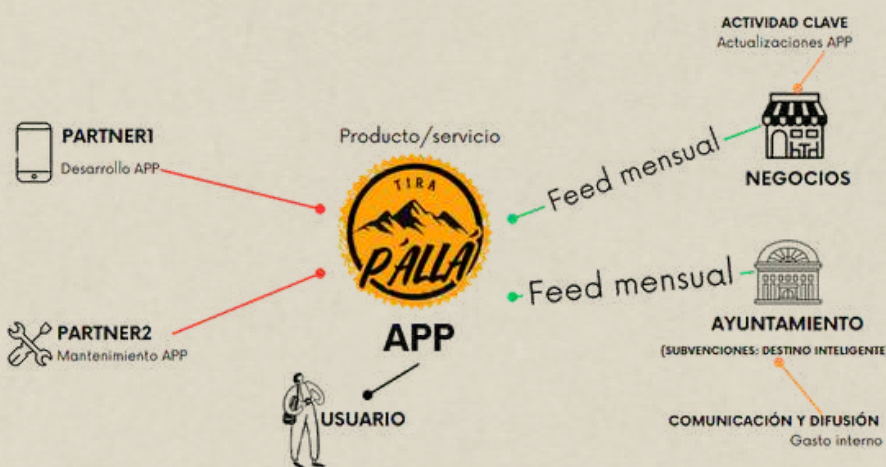 ACTIVIDAD CLAVE
Actualizaciones APP
PARTNER1
Desarrollo APP
Producto/servicio
TIRA
P'ALLÁ
APP
Feed mensual
NEGOCIOS
Feed mensual
AYUNTAMIENTO
(SUBVENCIONES: DESTINO INTELIGENTE
PARTNER2
Mantenimiento APP
USUARIO
COMUNICACIÓN Y DIFUSIÓN
Gasto interno